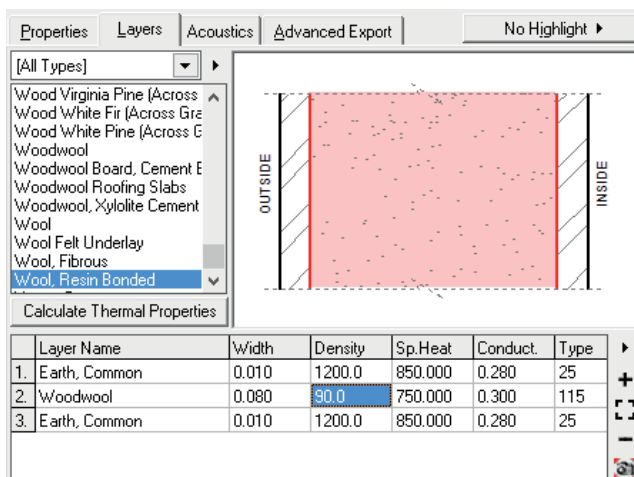 Properties Layers Acoustics Advanced Export No Highlight
[All Types]
Wood Virginia Pine (Across
Wood White Fir (Across Gra
Wood White Pine (Across G
Woodwool
Woodwool Board, Cement B
Woodwool Roofing Slabs
Woodwool, Xylolite Cement
Wool
Wool Felt Underlay
Wool, Fibrous
Wool, Resin Bonded
Calculate Thermal Properties
OUTSIDE
INSIDE
Layer Name Width Density Sp.Heat Conduct. Type
1. Earth, Common 0.010 1200.0 850.000 0.280 25
2. Woodwool 0.080 90.0 750.000 0.300 115
3. Earth, Common 0.010 1200.0 850.000 0.280 25